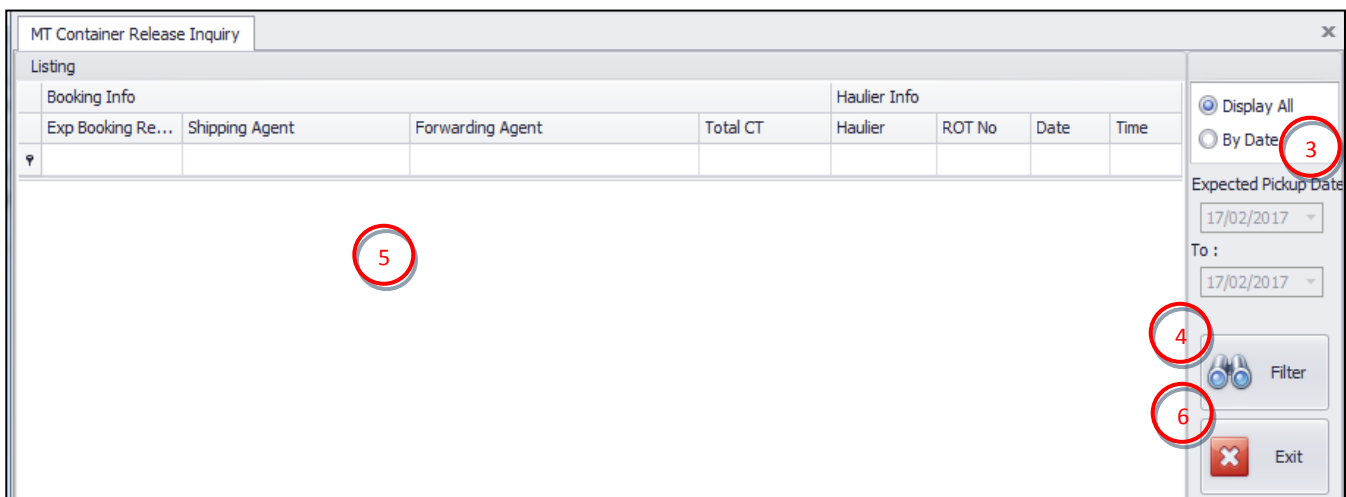 MT Container Release Inquiry
Listing
Booking Info Haulier Info
Exp Booking Re... Shipping Agent Forwarding Agent Total CT Haulier ROT No Date Time
5
Display All
By Date
3
Expected Pickup Date
17/02/2017
To :
17/02/2017
4
Filter
6
Exit